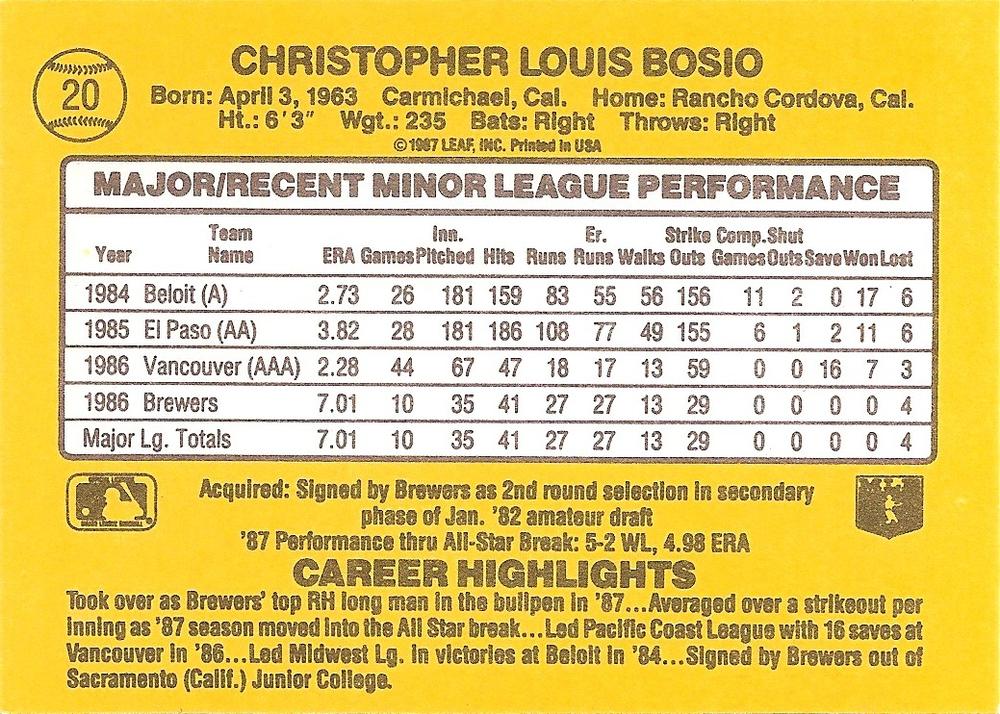 20
CHRISTOPHER LOUIS BOSIO
Born: April 3, 1963 Carmichael, Cal. Home: Rancho Cordova, Cal.
Ht.: 6'3" Wgt.: 235 Bats: Right Throws: Right
©1987 LEAF, INC. Printed in USA
MAJOR/RECENT MINOR LEAGUE PERFORMANCE
Team Inn. Er. Strike Comp. Shut
Year Name ERA Games Pitched Hits Runs Runs Walks Outs Games Outs Save Won Lost
1984 Beloit (A) 2.73 26 181 159 83 55 56 156 11 2 0 17 6
1985 El Paso (AA) 3.82 28 181 186 108 77 49 155 6 1 2 11 6
1986 Vancouver (AAA) 2.28 44 67 47 18 17 13 59 0 0 16 7 3
1986 Brewers 7.01 10 35 41 27 27 13 29 0 0 0 0 4
Major Lg. Totals 7.01 10 35 41 27 27 13 29 0 0 0 0 4
Acquired: Signed by Brewers as 2nd round selection in secondary
phase of Jan. '82 amateur draft
'87 Performance thru All-Star Break: 5-2 WL, 4.98 ERA
CAREER HIGHLIGHTS
Took over as Brewers' top RH long man in the bullpen in '87...Averaged over a strikeout per
inning as '87 season moved into the All Star break...Led Pacific Coast League with 16 saves at
Vancouver in '86...Led Midwest Lg. in victories at Beloit in '84...Signed by Brewers out of
Sacramento (Calif.) Junior College.